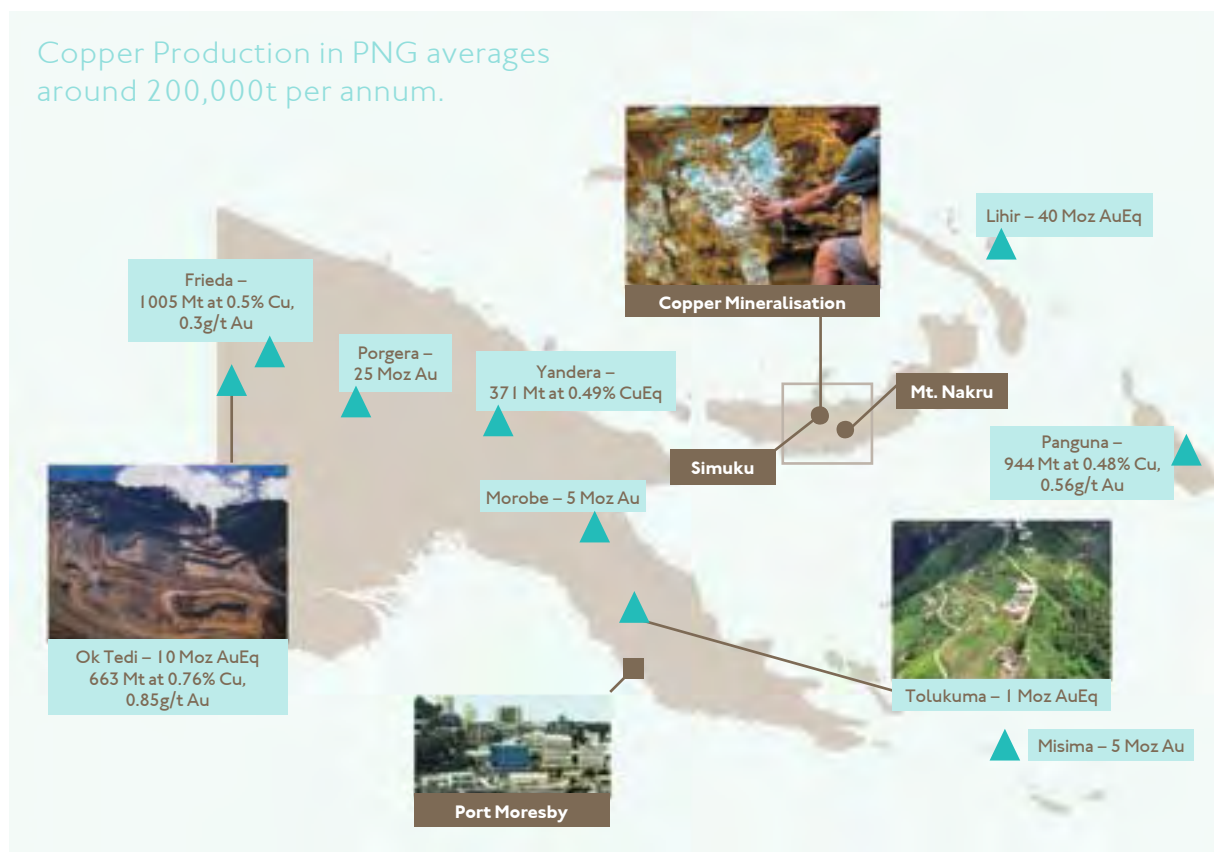 Copper Production in PNG averages
around 200,000t per annum.
Copper Mineralisation
Lihir – 40 Moz AuEq
Frieda –
1005 Mt at 0.5% Cu,
0.3g/t Au
Porgera –
25 Moz Au
Yandera –
371 Mt at 0.49% CuEq
Mt. Nakru
Simuku
Panguna –
944 Mt at 0.48% Cu,
0.56g/t Au
Morobe – 5 Moz Au
Ok Tedi – 10 Moz AuEq
663 Mt at 0.76% Cu,
0.85g/t Au
Tolukuma – 1 Moz AuEq
Misima – 5 Moz Au
Port Moresby